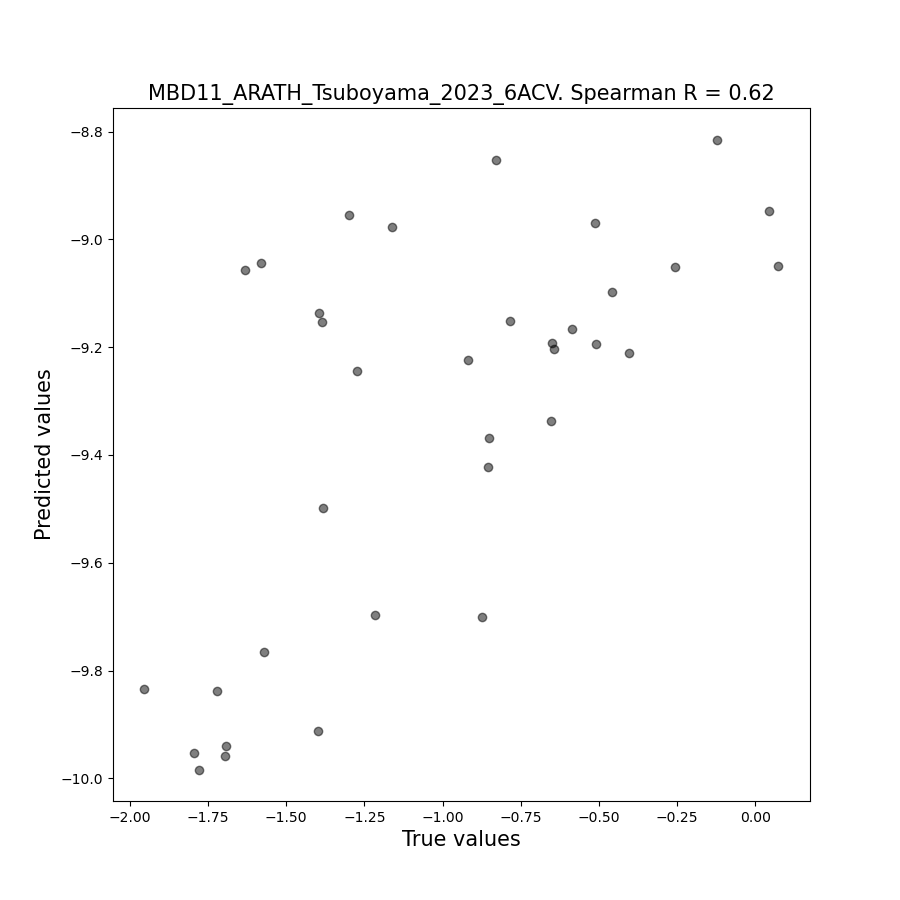 MBD11_ARATH_Tsuboyama_2023_6ACV. Spearman R = 0.62
−8.8
−9.0
−9.2
−9.4
−9.6
−9.8
−10.0
Predicted values
−2.00 −1.75 −1.50 −1.25 −1.00 −0.75 −0.50 −0.25 0.00
True values